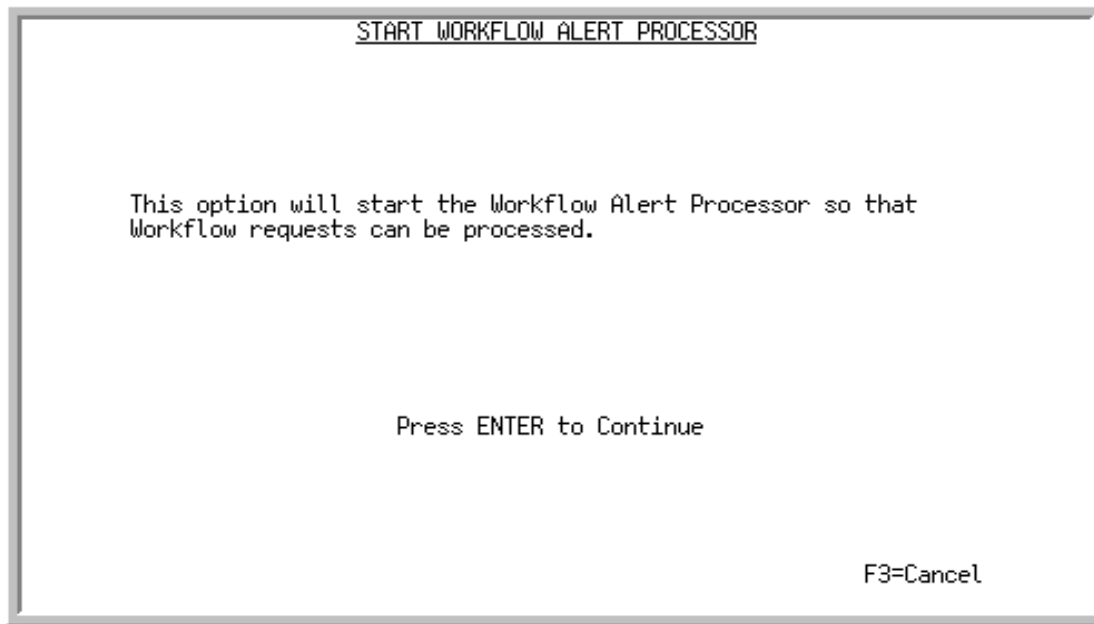 START WORKFLOW ALERT PROCESSOR
This option will start the Workflow Alert Processor so that
Workflow requests can be processed.
Press ENTER to Continue
F3=Cancel